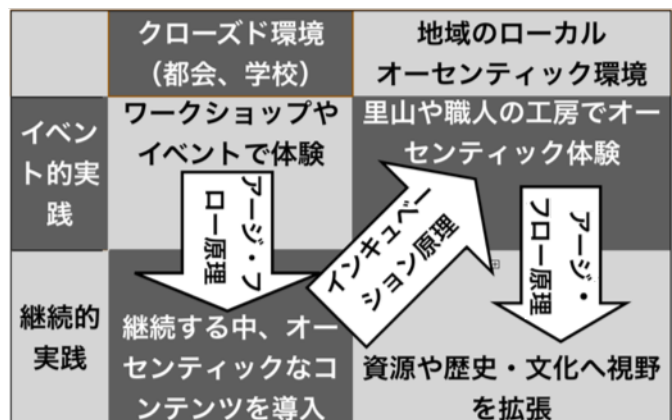 クローズド環境
（都会、学校）
地域のローカル
オーセンティック環境
イベン
ト的実
践
ワークショップや
イベントで体験
里山や職人の工房でオー
センティック体験
アージ・フ
ロー原理
インキュベー
ション原理
アージ・
フロー原理
継続的
実践
継続する中、オー
センティックなコ
ンテンツを導入
資源や歴史・文化へ視野
を拡張